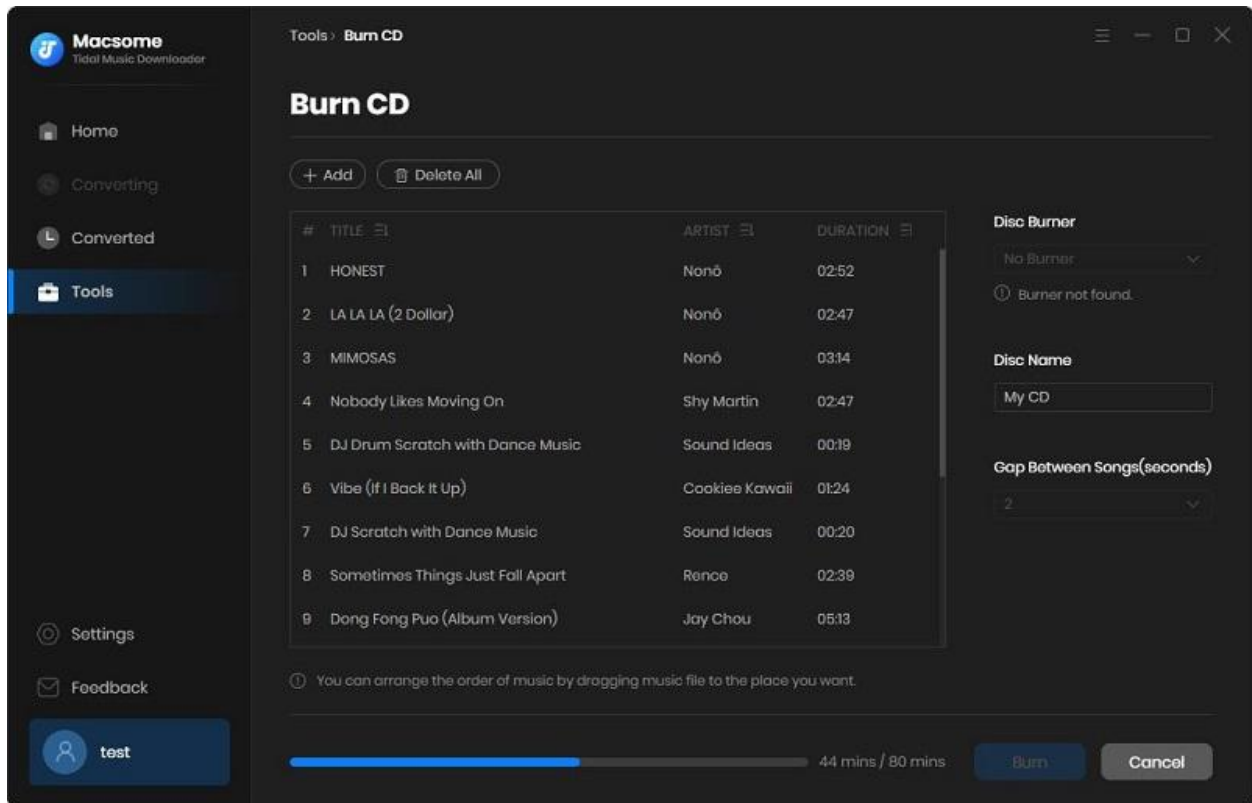 Macsome
Tidal Music Downloader
Home
Converting
Converted
Tools
Settings
Feedback
test
Tools › Burn CD
Burn CD
+ Add Delete All
# TITLE ARTIST DURATION
1 HONEST Nonô 02:52
2 LA LA LA (2 Dollar) Nonô 02:47
3 MIMOSAS Nonô 03:14
4 Nobody Likes Moving On Shy Martin 02:47
5 DJ Drum Scratch with Dance Music Sound Ideas 00:19
6 Vibe (If I Back It Up) Cookiee Kawaii 01:24
7 DJ Scratch with Dance Music Sound Ideas 00:20
8 Sometimes Things Just Fall Apart Rence 02:39
9 Dong Fong Puo (Album Version) Jay Chou 05:13
You can arrange the order of music by dragging music file to the place you want.
Disc Burner
No Burner
Burner not found.
Disc Name
My CD
Gap Between Songs(seconds)
2
44 mins / 80 mins
Burn
Cancel